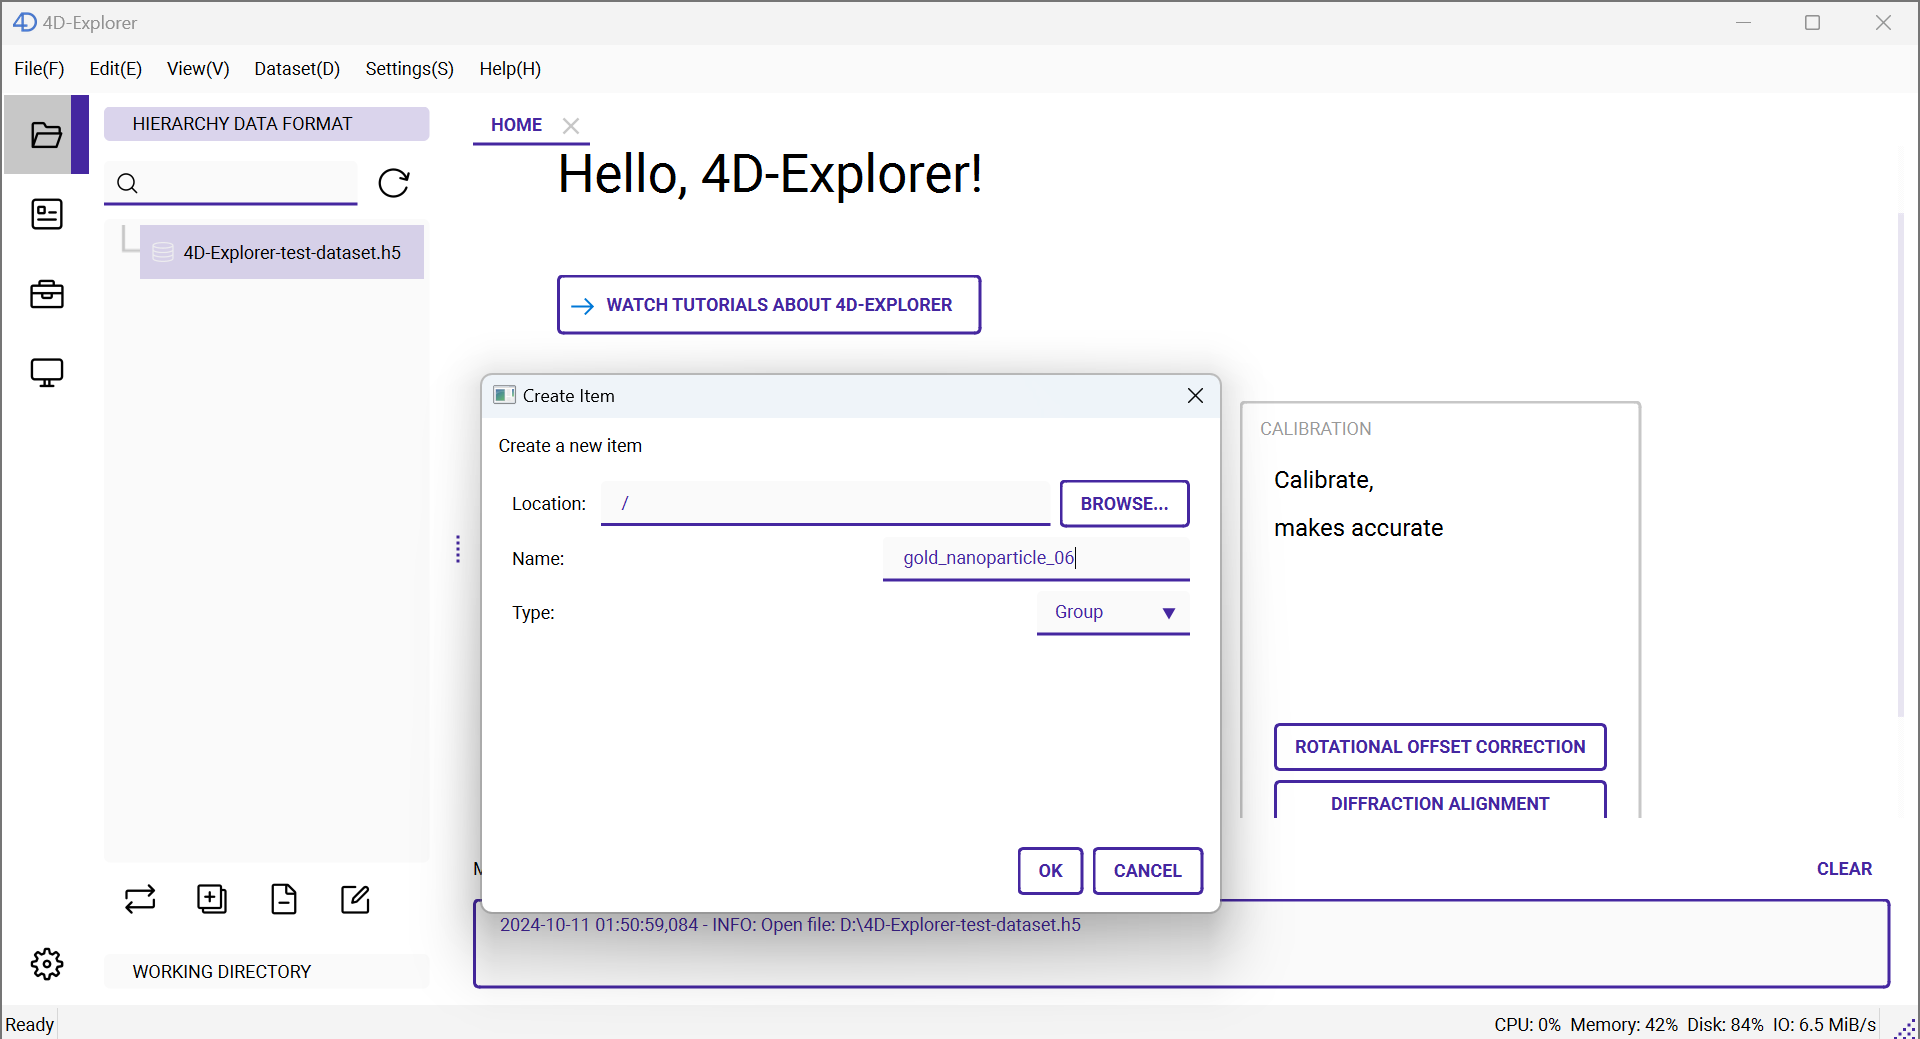 4D-Explorer
File(F) Edit(E) View(V) Dataset(D) Settings(S) Help(H)
HIERARCHY DATA FORMAT
4D-Explorer-test-dataset.h5
WORKING DIRECTORY
HOME
Hello, 4D-Explorer!
WATCH TUTORIALS ABOUT 4D-EXPLORER
Create Item
Create a new item
Location: / BROWSE...
Name: gold_nanoparticle_06
Type: Group
OK CANCEL
CALIBRATION
Calibrate,
makes accurate
ROTATIONAL OFFSET CORRECTION
DIFFRACTION ALIGNMENT
CLEAR
2024-10-11 01:50:59,084 - INFO: Open file: D:\4D-Explorer-test-dataset.h5
Ready
CPU: 0% Memory: 42% Disk: 84% IO: 6.5 MiB/s